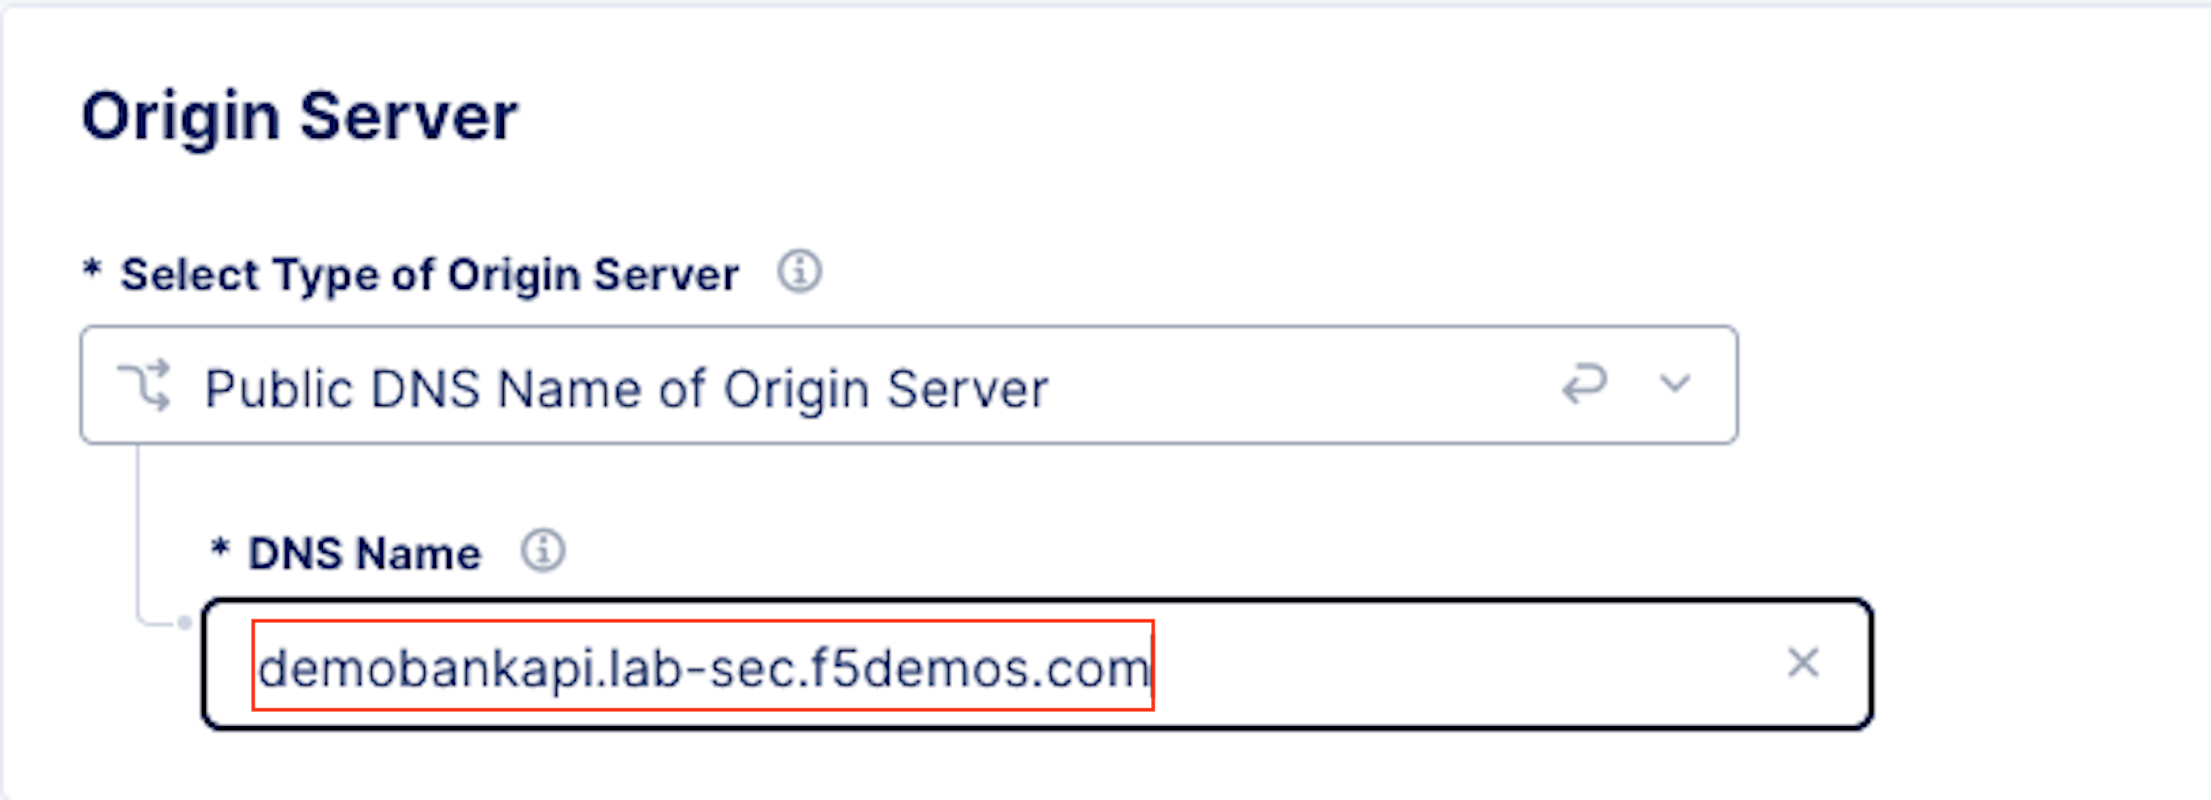 Origin Server
* Select Type of Origin Server
Public DNS Name of Origin Server
* DNS Name
demobankapi.lab-sec.f5demos.com